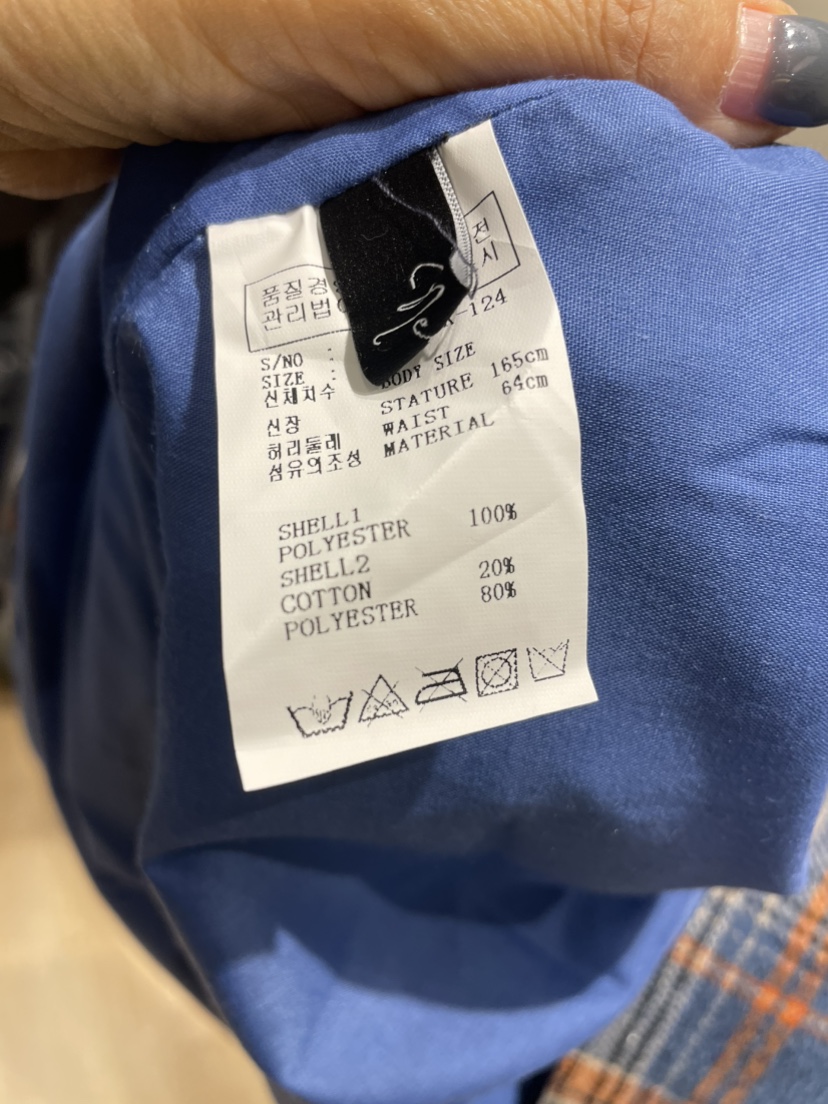 품질경
관리법
전
시
-124
S/NO :
SIZE : BODY SIZE
신체치수
신장 STATURE 165cm
허리둘레 WAIST 64cm
섬유의조성 MATERIAL
SHELL1
POLYESTER 100%
SHELL2
COTTON 20%
POLYESTER 80%